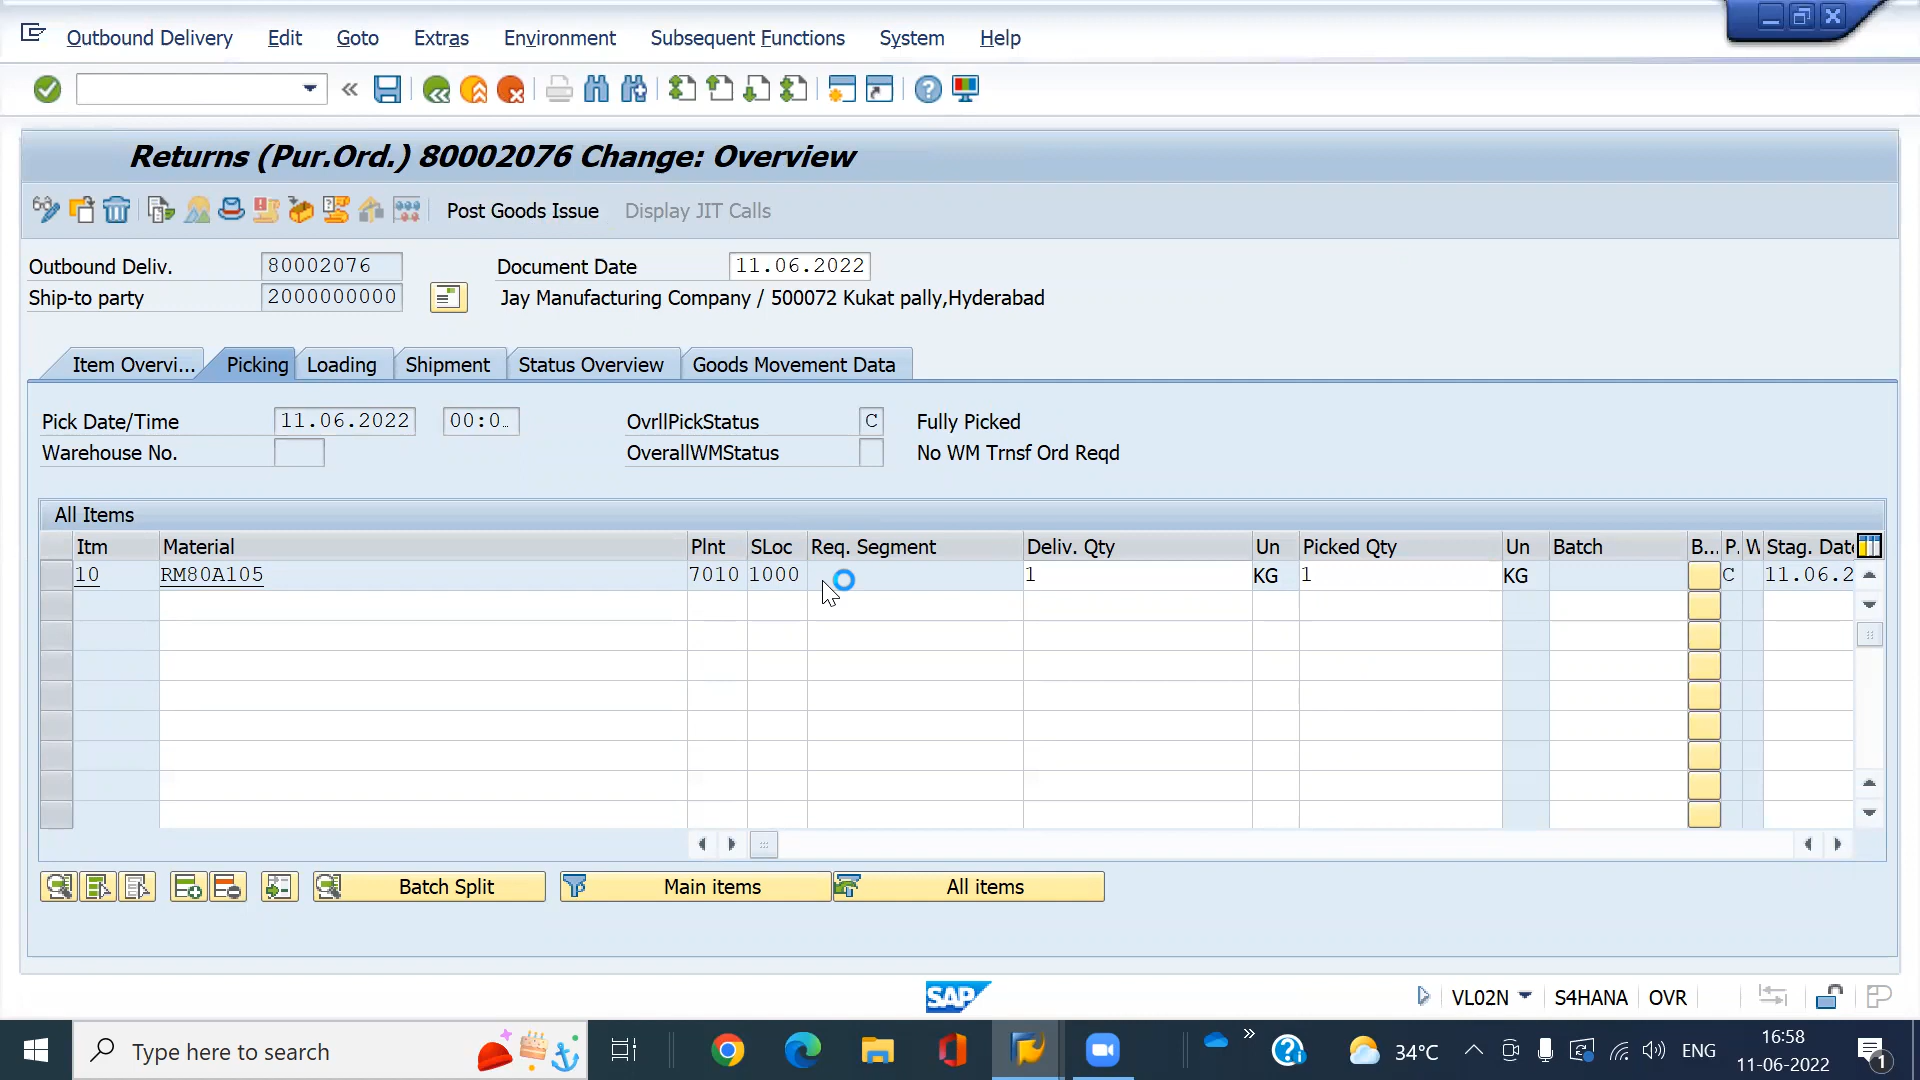 Outbound Delivery Edit Goto Extras Environment Subsequent Functions System Help
Returns (Pur.Ord.) 80002076 Change: Overview
Post Goods Issue Display JIT Calls
Outbound Deliv. 80002076 Document Date 11.06.2022
Ship-to party 2000000000 Jay Manufacturing Company / 500072 Kukat pally,Hyderabad
Item Overvi... Picking Loading Shipment Status Overview Goods Movement Data
Pick Date/Time 11.06.2022 00:0.. OvrllPickStatus C Fully Picked
Warehouse No. OverallWMStatus No WM Trnsf Ord Reqd
All Items
Itm Material Plnt SLoc Req. Segment Deliv. Qty Un Picked Qty Un Batch B... P. W Stag. Date
10 RM80A105 7010 1000 1 KG 1 KG C 11.06.2
Batch Split Main items All items
SAP VL02N S4HANA OVR
Type here to search 34°C ENG 16:58
11-06-2022 1